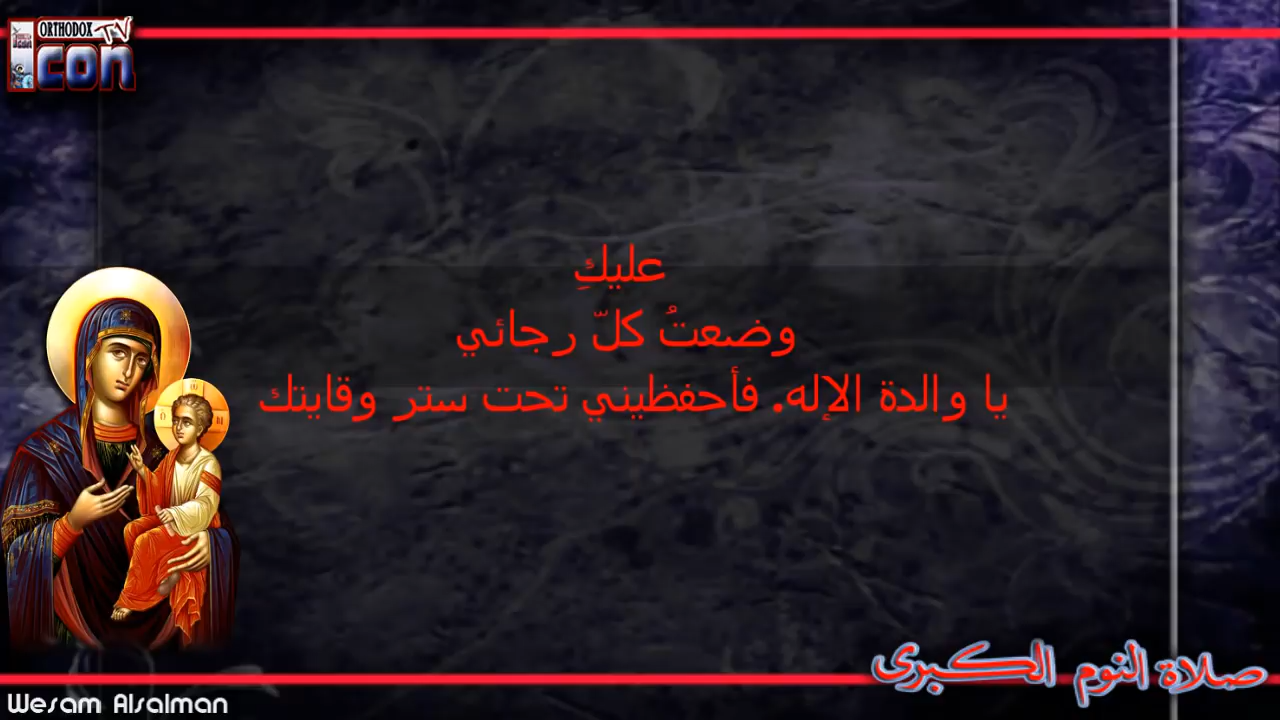 ORTHODOX TV
Icon
عليكِ
وضعتُ كلّ رجائي
يا والدة الإله. فأحفظيني تحت ستر وقايتك
صلاة النوم الكبرى
Wesam Alsalman